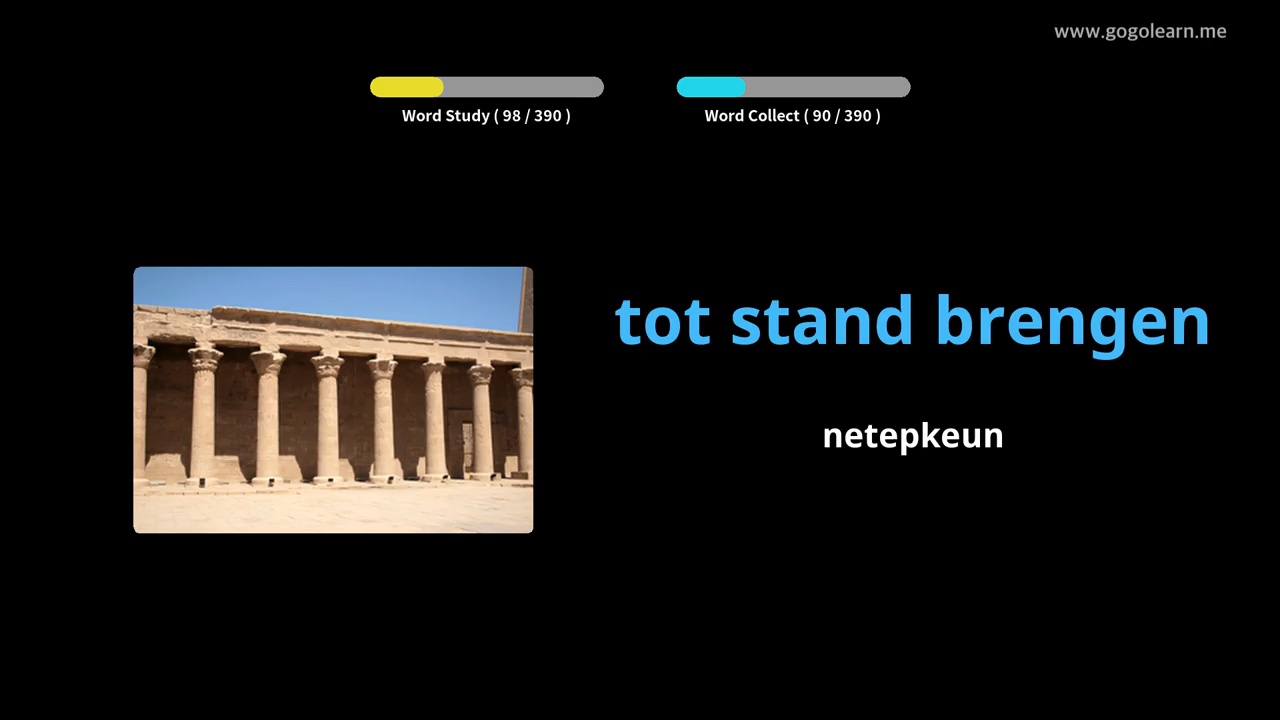 www.gogolearn.me
Word Study ( 98 / 390 )
Word Collect ( 90 / 390 )
tot stand brengen
netepkeun